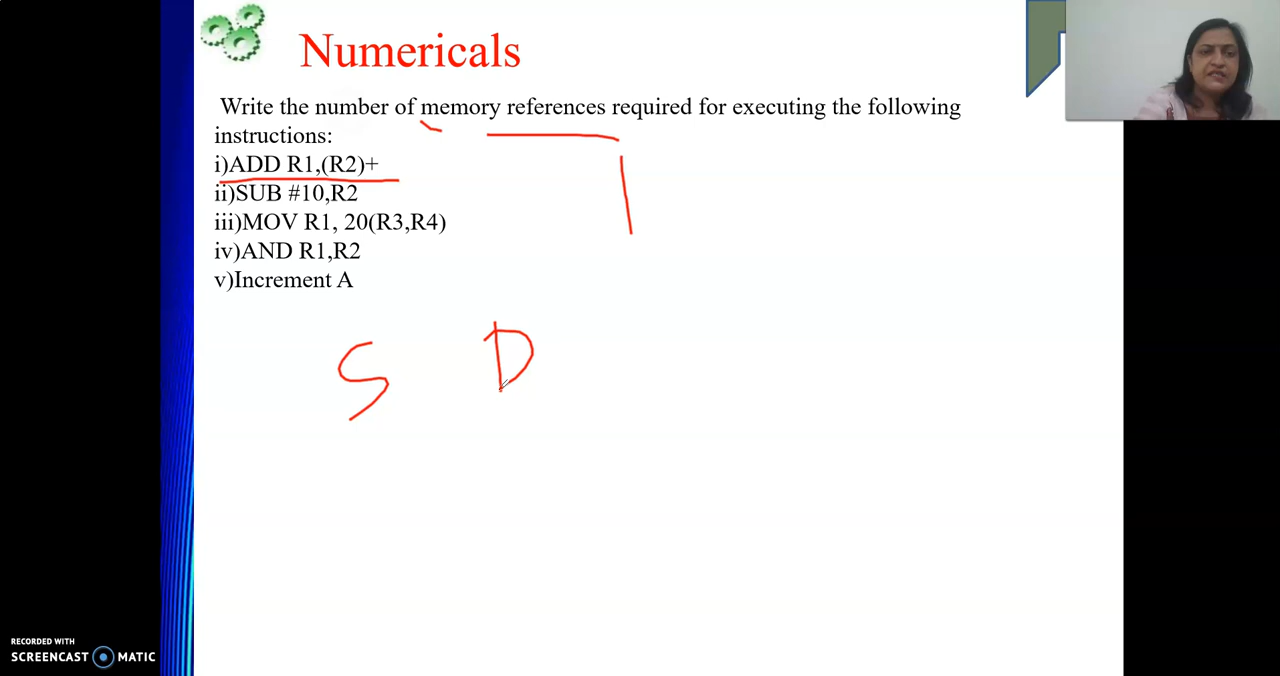 Numericals
Write the number of memory references required for executing the following
instructions:
i)ADD R1,(R2)+
ii)SUB #10,R2
iii)MOV R1, 20(R3,R4)
iv)AND R1,R2
v)Increment A
S D
RECORDED WITH
SCREENCAST MATIC